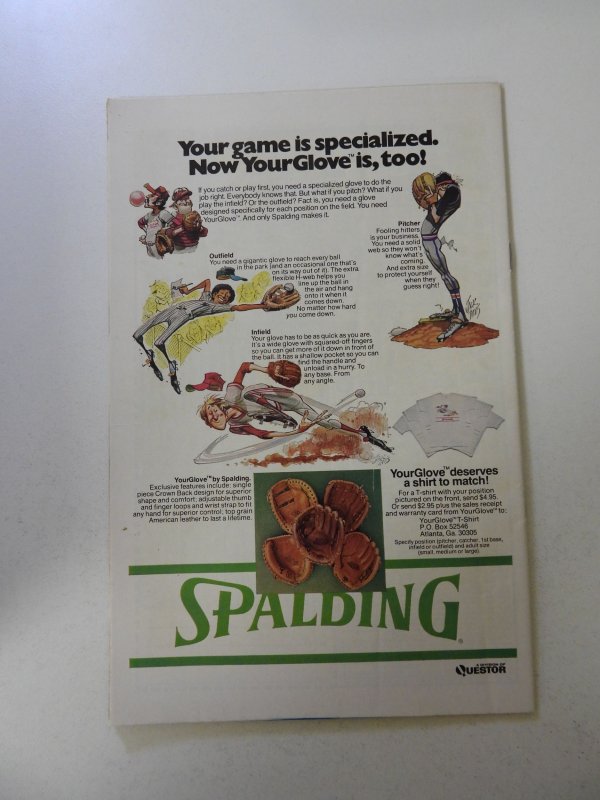 Your game is specialized.
Now YourGlove™ is, too!
If you catch or play first, you need a specialized glove to do the
job right. Everybody knows that. But what if you pitch? What if you
play the infield? Or the outfield? Fact is, you need a glove
designed specifically for each position on the field. You need
YourGlove™. And only Spalding makes it.
Pitcher
Fooling hitters
is your business.
You need a solid
web so they won't
know what's
coming.
And extra size
to protect yourself
when they
guess right!
Outfield
You need a gigantic glove to reach every ball
in the park (and an occasional one that's
on its way out of it). The extra
flexible H-web helps you
line up the ball in
the air and hang
onto it when it
comes down.
No matter how hard
you come down.
Infield
Your glove has to be as quick as you are.
It's a wide glove with squared-off fingers
so you can get more of it down in front of
the ball. It has a shallow pocket so you can
find the handle and
unload in a hurry. To
any base. From
any angle.
YourGlove™ by Spalding.
Exclusive features include: single
piece Crown Back design for superior
shape and comfort; adjustable thumb
and finger loops and wrist strap to fit
any hand for superior control; top grain
American leather to last a lifetime.
YourGlove™ deserves
a shirt to match!
For a T-shirt with your position
pictured on the front, send $4.95.
Or send $2.95 plus the sales receipt
and warranty card from YourGlove™ to:
YourGlove™ T-Shirt
P.O. Box 52546
Atlanta, Ga. 30305
Specify position (pitcher, catcher, 1st base,
infield or outfield) and adult size
(small, medium or large).
SPALDING®
A DIVISION OF
QUESTOR